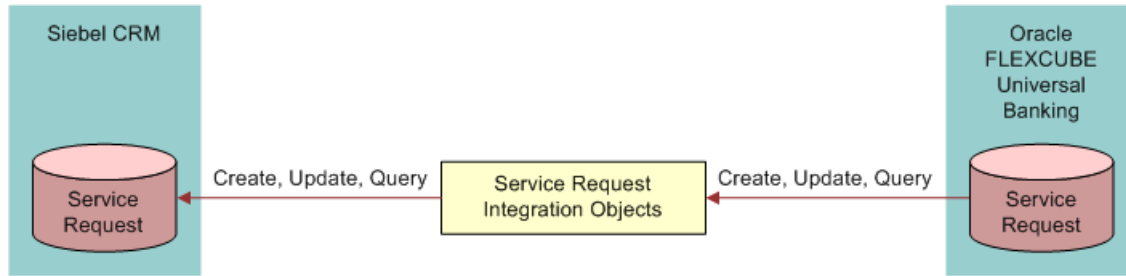 Siebel CRM
Oracle
FLEXCUBE
Universal
Banking
Create, Update, Query
Service Request
Integration Objects
Create, Update, Query
Service
Request
Service
Request